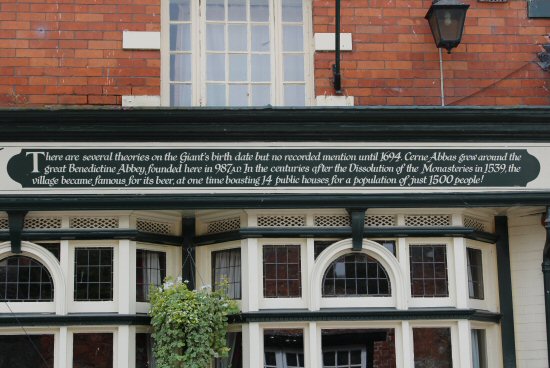 There are several theories on the Giant's birth date but no recorded mention until 1694. Cerne Abbas grew around the
great Benedictine Abbey, founded here in 987AD. In the centuries after the Dissolution of the Monasteries in 1539, the
village became famous for its beer, at one time boasting 14 public houses for a population of just 1500 people!